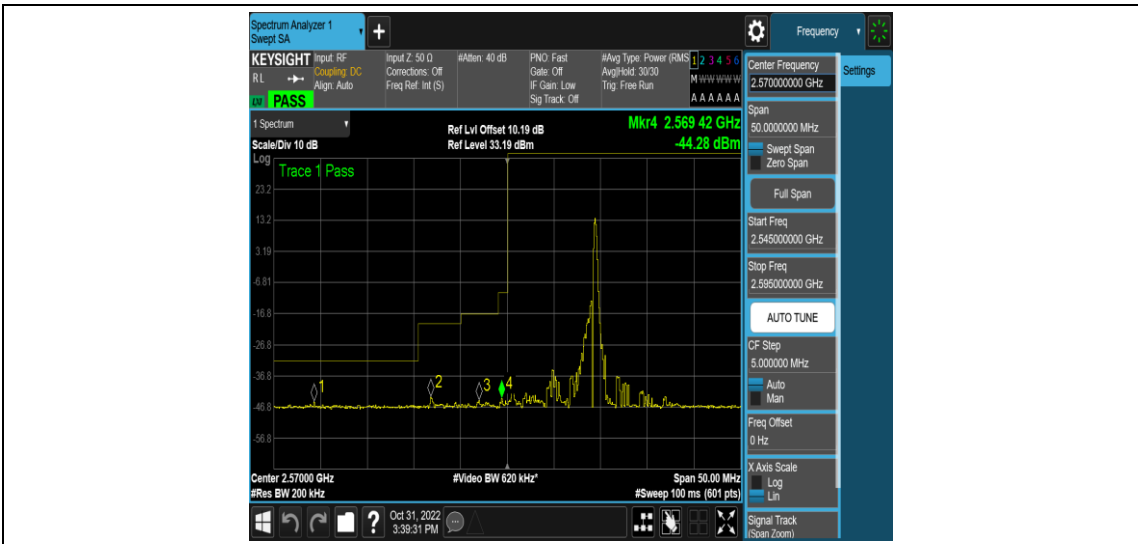 Spectrum Analyzer 1
Swept SA
+
Frequency
KEYSIGHT
RL
PASS
Input: RF
Coupling: DC
Align: Auto
Input Z: 50 Ω
Corrections: Off
Freq Ref: Int (S)
#Atten: 40 dB
PNO: Fast
Gate: Off
IF Gain: Low
Sig Track: Off
#Avg Type: Power (RMS
Avg|Hold: 30/30
Trig: Free Run
1 2 3 4 5 6
M W W W W W
A A A A A A
1 Spectrum
Scale/Div 10 dB
Ref Lvl Offset 10.19 dB
Ref Level 33.19 dBm
Mkr4 2.569 42 GHz
-44.28 dBm
Log
Trace 1 Pass
23.2
13.2
3.19
-6.81
-16.8
-26.8
-36.8
-46.8
-56.8
1
2
3
4
Center 2.57000 GHz
#Res BW 200 kHz
#Video BW 620 kHz*
Span 50.00 MHz
#Sweep 100 ms (601 pts)
?
Oct 31, 2022
3:39:31 PM
Center Frequency
2.570000000 GHz
Settings
Span
50.0000000 MHz
Swept Span
Zero Span
Full Span
Start Freq
2.545000000 GHz
Stop Freq
2.595000000 GHz
AUTO TUNE
CF Step
5.000000 MHz
Auto
Man
Freq Offset
0 Hz
X Axis Scale
Log
Lin
Signal Track
(Span Zoom)